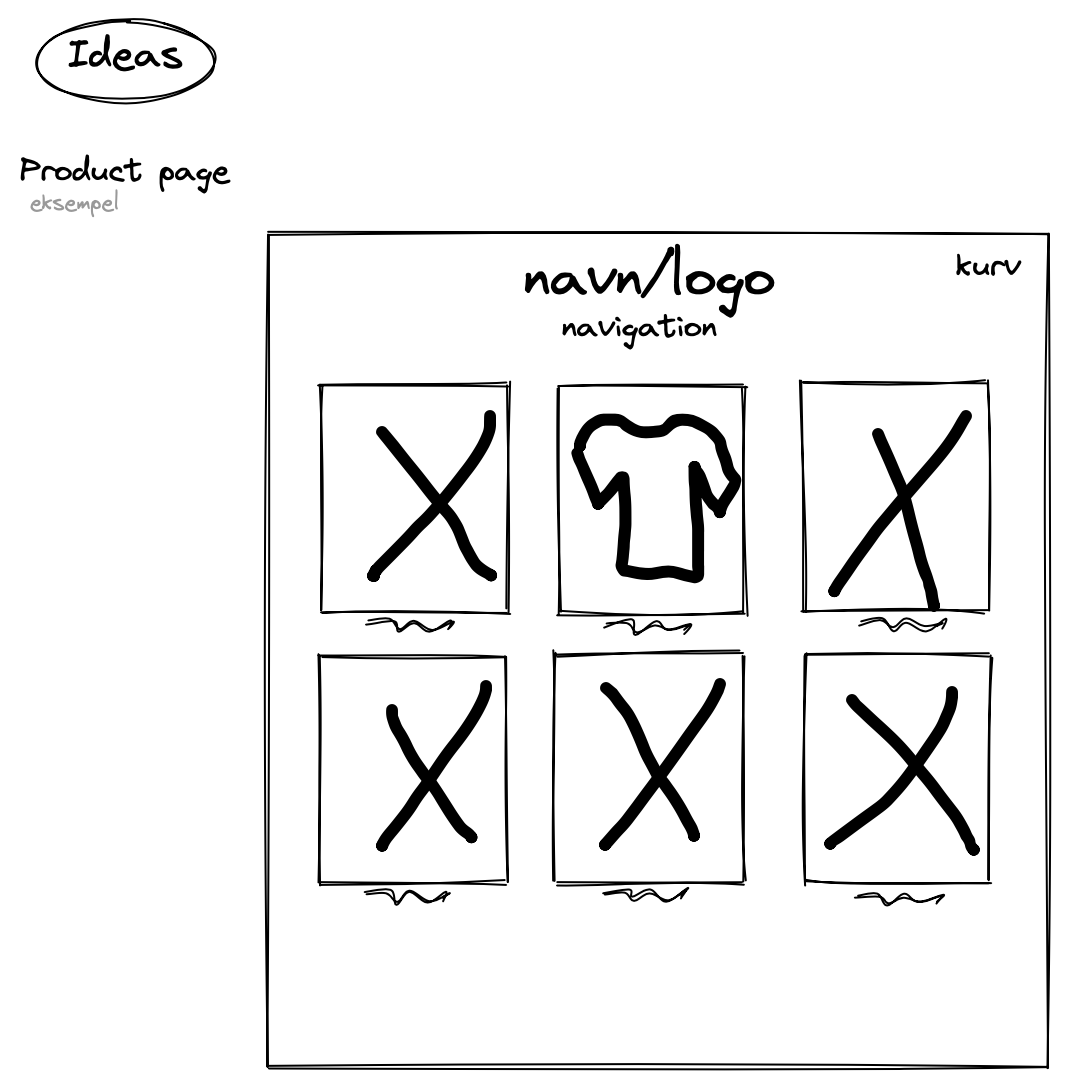 Ideas
Product page
eksempel
navn/logo
kurv
navigation